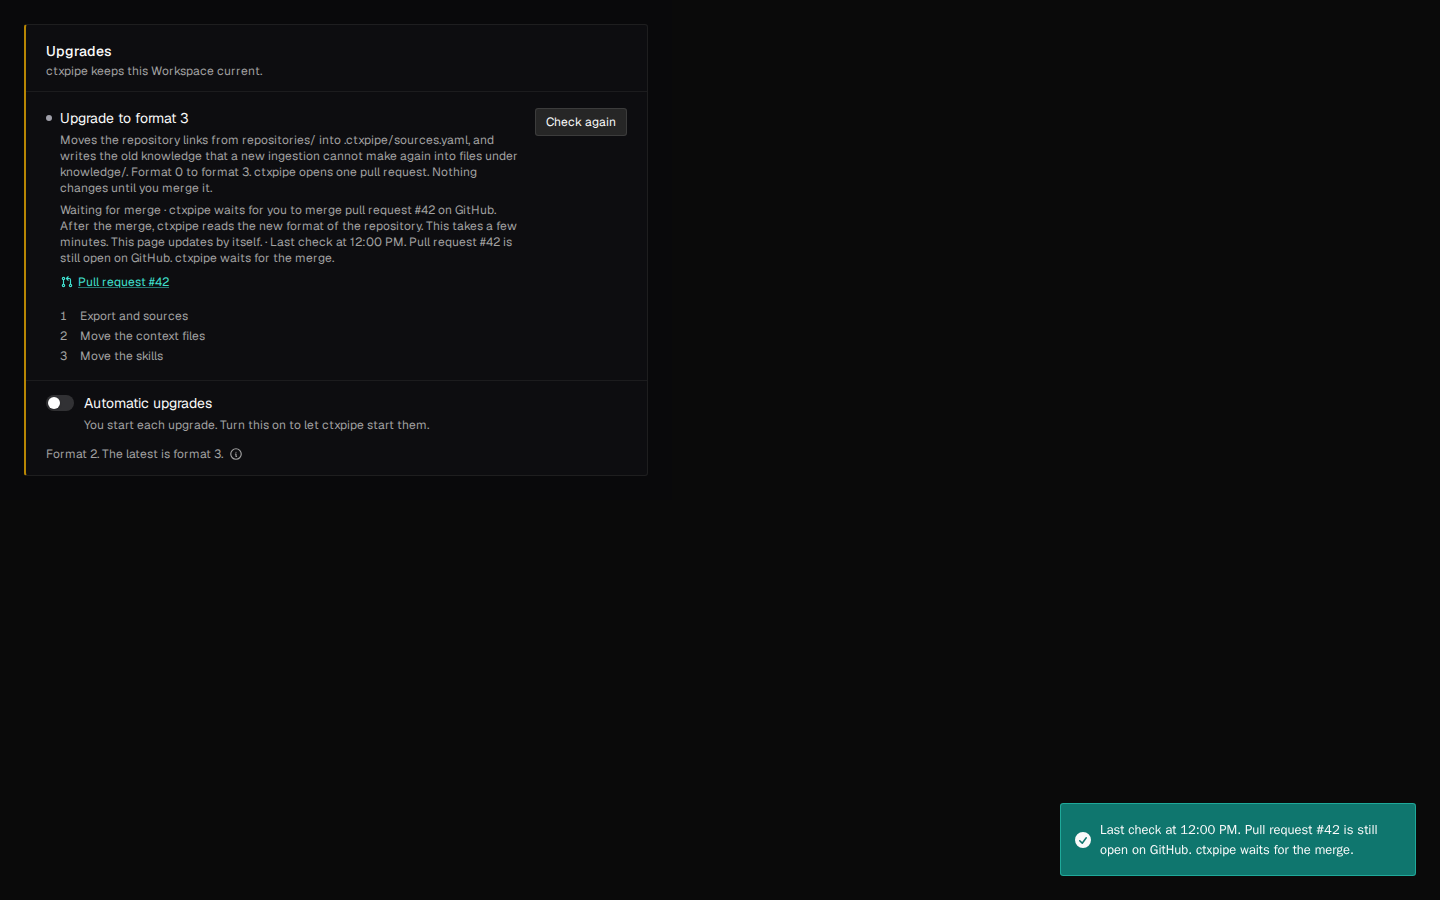 Upgrades
ctxpipe keeps this Workspace current.
Upgrade to format 3
Check again
Moves the repository links from repositories/ into .ctxpipe/sources.yaml, and
writes the old knowledge that a new ingestion cannot make again into files under
knowledge/. Format 0 to format 3. ctxpipe opens one pull request. Nothing
changes until you merge it.
Waiting for merge · ctxpipe waits for you to merge pull request #42 on GitHub.
After the merge, ctxpipe reads the new format of the repository. This takes a few
minutes. This page updates by itself. · Last check at 12:00 PM. Pull request #42 is
still open on GitHub. ctxpipe waits for the merge.
Pull request #42
1 Export and sources
2 Move the context files
3 Move the skills
Automatic upgrades
You start each upgrade. Turn this on to let ctxpipe start them.
Format 2. The latest is format 3.
Last check at 12:00 PM. Pull request #42 is still
open on GitHub. ctxpipe waits for the merge.